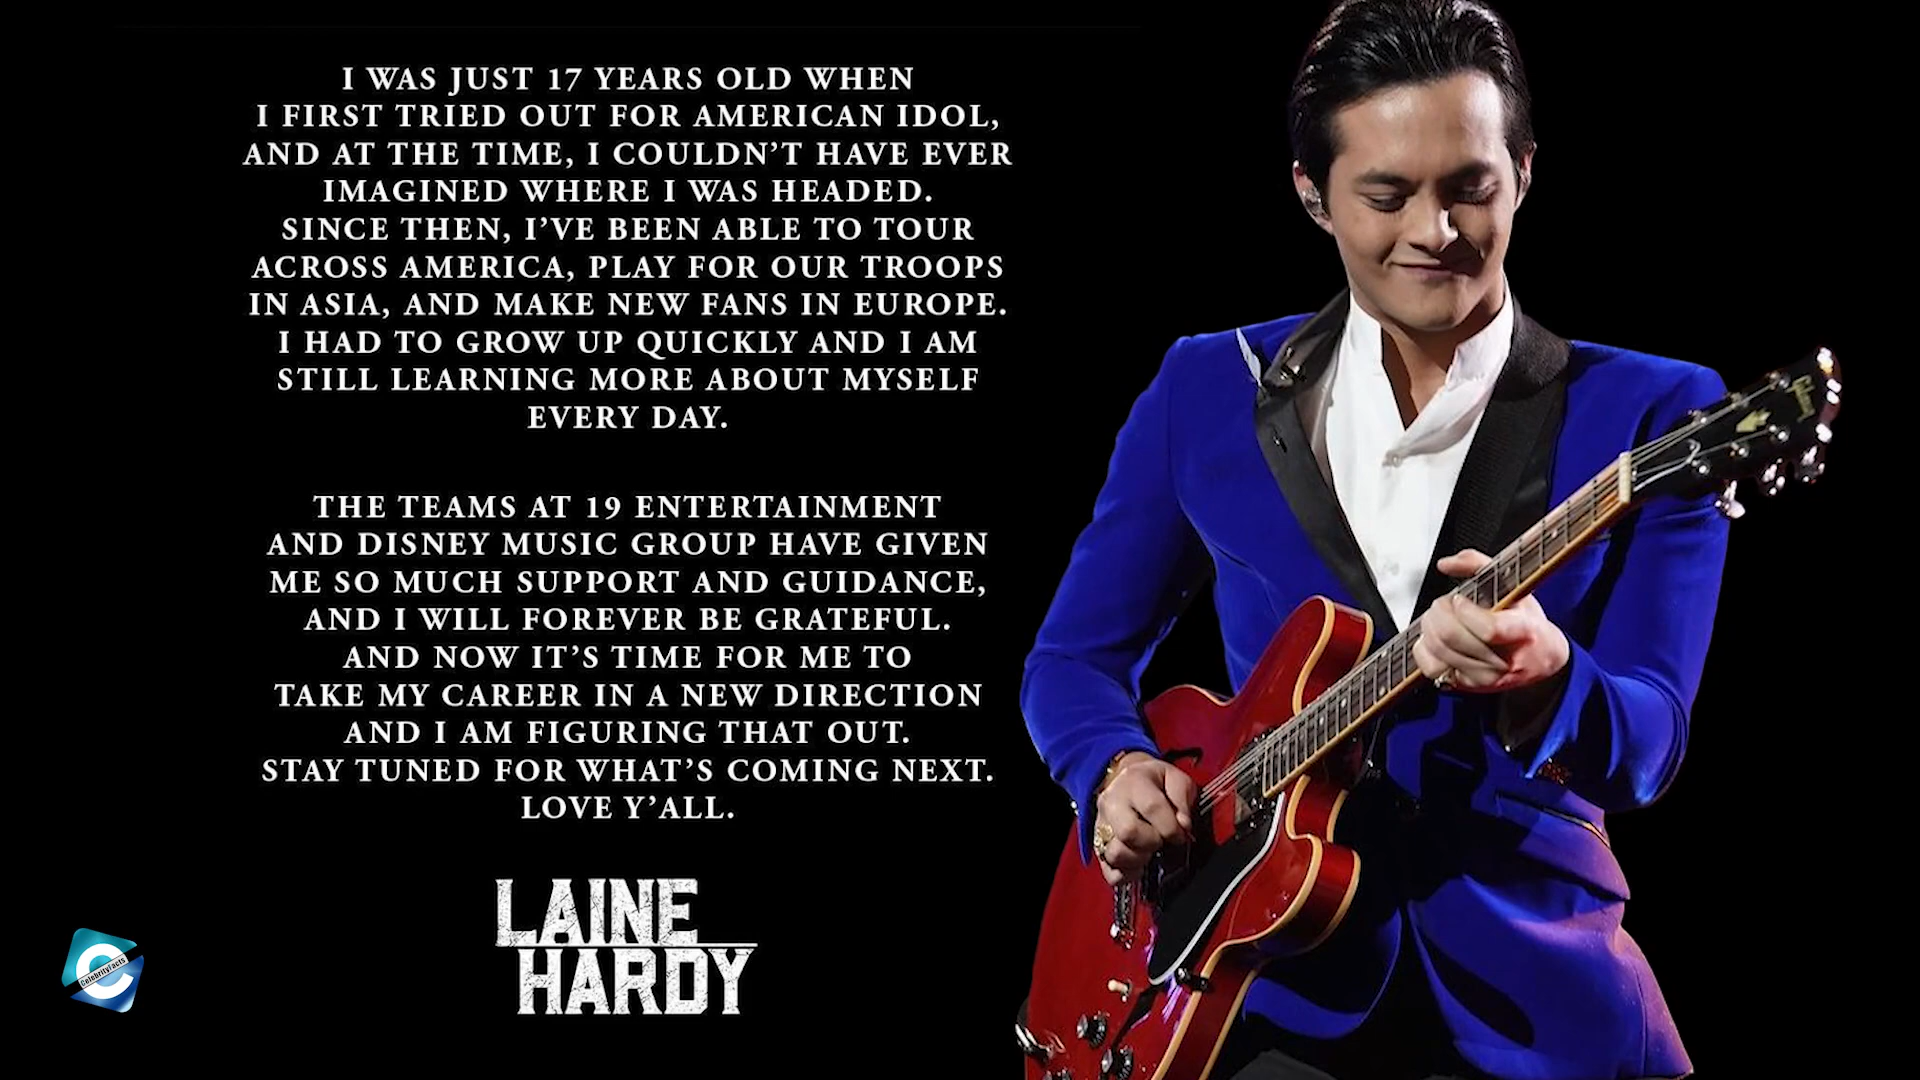 I WAS JUST 17 YEARS OLD WHEN
I FIRST TRIED OUT FOR AMERICAN IDOL,
AND AT THE TIME, I COULDN’T HAVE EVER
IMAGINED WHERE I WAS HEADED.
SINCE THEN, I’VE BEEN ABLE TO TOUR
ACROSS AMERICA, PLAY FOR OUR TROOPS
IN ASIA, AND MAKE NEW FANS IN EUROPE.
I HAD TO GROW UP QUICKLY AND I AM
STILL LEARNING MORE ABOUT MYSELF
EVERY DAY.
THE TEAMS AT 19 ENTERTAINMENT
AND DISNEY MUSIC GROUP HAVE GIVEN
ME SO MUCH SUPPORT AND GUIDANCE,
AND I WILL FOREVER BE GRATEFUL.
AND NOW IT’S TIME FOR ME TO
TAKE MY CAREER IN A NEW DIRECTION
AND I AM FIGURING THAT OUT.
STAY TUNED FOR WHAT’S COMING NEXT.
LOVE Y’ALL.
LAINE
HARDY
CelebrityFacts
Gibson